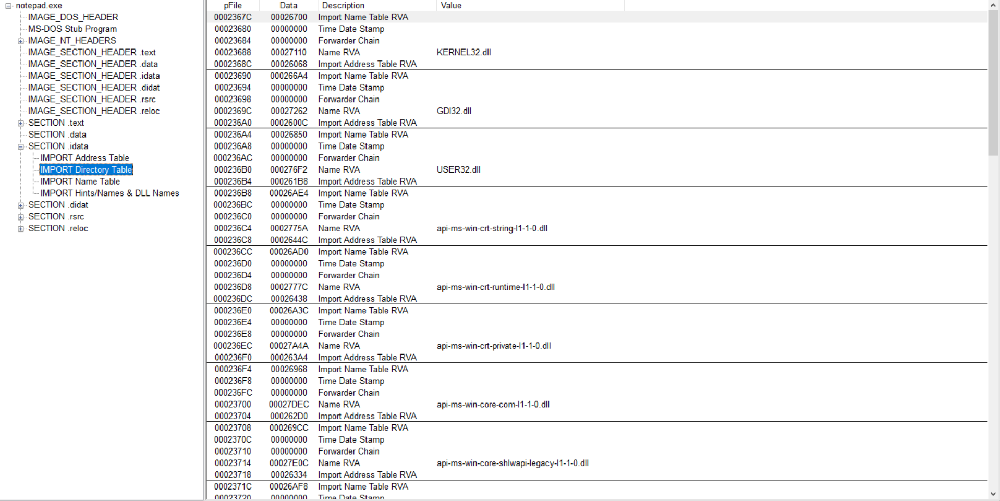 notepad.exe
IMAGE_DOS_HEADER
MS-DOS Stub Program
IMAGE_NT_HEADERS
IMAGE_SECTION_HEADER .text
IMAGE_SECTION_HEADER .data
IMAGE_SECTION_HEADER .idata
IMAGE_SECTION_HEADER .didat
IMAGE_SECTION_HEADER .rsrc
IMAGE_SECTION_HEADER .reloc
SECTION .text
SECTION .data
SECTION .idata
IMPORT Address Table
IMPORT Directory Table
IMPORT Name Table
IMPORT Hints/Names & DLL Names
SECTION .didat
SECTION .rsrc
SECTION .reloc
pFile Data Description Value
0002367C 00026700 Import Name Table RVA
00023680 00000000 Time Date Stamp
00023684 00000000 Forwarder Chain
00023688 00027110 Name RVA KERNEL32.dll
0002368C 00026068 Import Address Table RVA
00023690 000266A4 Import Name Table RVA
00023694 00000000 Time Date Stamp
00023698 00000000 Forwarder Chain
0002369C 00027262 Name RVA GDI32.dll
000236A0 0002600C Import Address Table RVA
000236A4 00026850 Import Name Table RVA
000236A8 00000000 Time Date Stamp
000236AC 00000000 Forwarder Chain
000236B0 000276F2 Name RVA USER32.dll
000236B4 000261B8 Import Address Table RVA
000236B8 00026AE4 Import Name Table RVA
000236BC 00000000 Time Date Stamp
000236C0 00000000 Forwarder Chain
000236C4 0002775A Name RVA api-ms-win-crt-string-l1-1-0.dll
000236C8 0002644C Import Address Table RVA
000236CC 00026AD0 Import Name Table RVA
000236D0 00000000 Time Date Stamp
000236D4 00000000 Forwarder Chain
000236D8 0002777C Name RVA api-ms-win-crt-runtime-l1-1-0.dll
000236DC 00026438 Import Address Table RVA
000236E0 00026A3C Import Name Table RVA
000236E4 00000000 Time Date Stamp
000236E8 00000000 Forwarder Chain
000236EC 00027A4A Name RVA api-ms-win-crt-private-l1-1-0.dll
000236F0 000263A4 Import Address Table RVA
000236F4 00026968 Import Name Table RVA
000236F8 00000000 Time Date Stamp
000236FC 00000000 Forwarder Chain
00023700 00027DEC Name RVA api-ms-win-core-com-l1-1-0.dll
00023704 000262D0 Import Address Table RVA
00023708 000269CC Import Name Table RVA
0002370C 00000000 Time Date Stamp
00023710 00000000 Forwarder Chain
00023714 00027E0C Name RVA api-ms-win-core-shlwapi-legacy-l1-1-0.dll
00023718 00026334 Import Address Table RVA
0002371C 00026AF8 Import Name Table RVA
00023720 00000000 Time Date Stamp